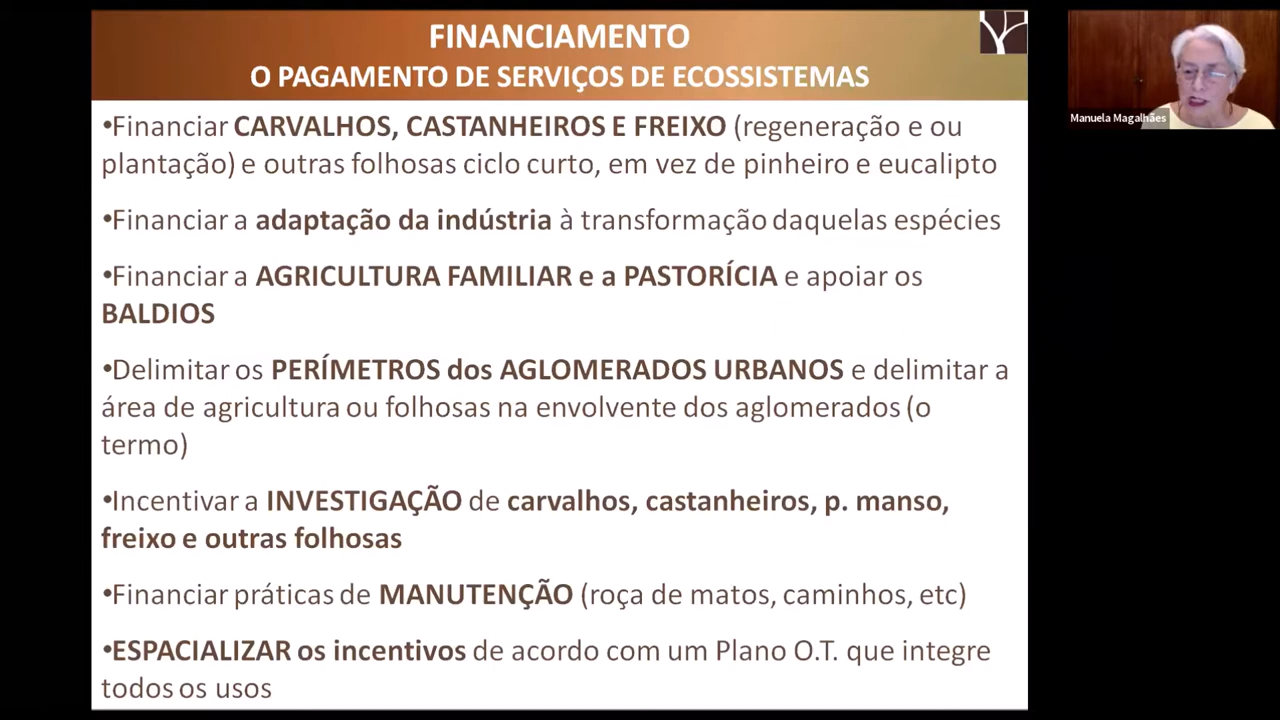 FINANCIAMENTO
O PAGAMENTO DE SERVIÇOS DE ECOSSISTEMAS
•Financiar CARVALHOS, CASTANHEIROS E FREIXO (regeneração e ou
plantação) e outras folhosas ciclo curto, em vez de pinheiro e eucalipto
•Financiar a adaptação da indústria à transformação daquelas espécies
•Financiar a AGRICULTURA FAMILIAR e a PASTORÍCIA e apoiar os
BALDIOS
•Delimitar os PERÍMETROS dos AGLOMERADOS URBANOS e delimitar a
área de agricultura ou folhosas na envolvente dos aglomerados (o
termo)
•Incentivar a INVESTIGAÇÃO de carvalhos, castanheiros, p. manso,
freixo e outras folhosas
•Financiar práticas de MANUTENÇÃO (roça de matos, caminhos, etc)
•ESPACIALIZAR os incentivos de acordo com um Plano O.T. que integre
todos os usos
Manuela Magalhães